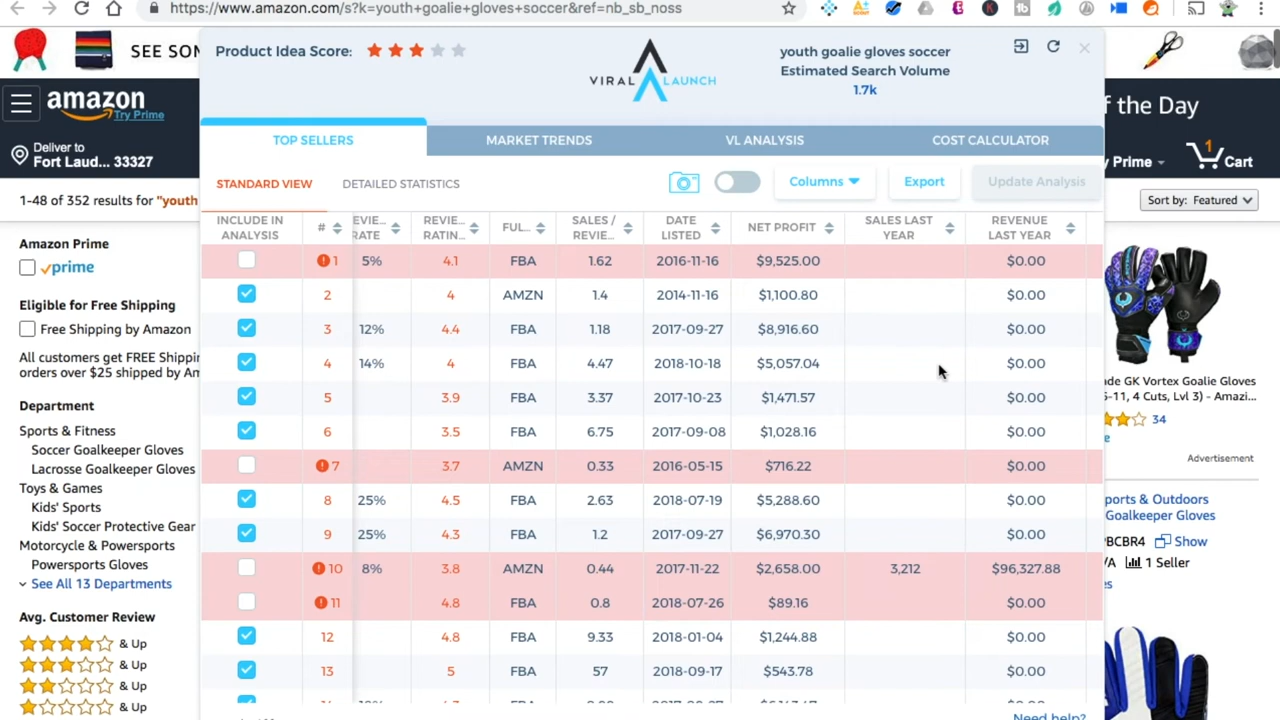 https://www.amazon.com/s?k=youth+goalie+gloves+soccer&ref=nb_sb_noss
SEE SON
amazon
Try Prime
Deliver to
Fort Laud... 33327
f the Day
y Prime
1
Cart
1-48 of 352 results for "youth
Sort by: Featured
Amazon Prime
prime
Eligible for Free Shipping
Free Shipping by Amazon
All customers get FREE Shippi
orders over $25 shipped by Am
Department
Sports & Fitness
Soccer Goalkeeper Gloves
Lacrosse Goalkeeper Gloves
Toys & Games
Kids' Sports
Kids' Soccer Protective Gear
Motorcycle & Powersports
Powersports Gloves
See All 13 Departments
Avg. Customer Review
& Up
& Up
& Up
& Up
Product Idea Score:
VIRAL LAUNCH
youth goalie gloves soccer
Estimated Search Volume
1.7k
TOP SELLERS MARKET TRENDS VL ANALYSIS COST CALCULATOR
STANDARD VIEW DETAILED STATISTICS Columns Export Update Analysis
INCLUDE IN ANALYSIS # EVIE... RATE REVIE... RATIN... FUL... SALES / REVIE... DATE LISTED NET PROFIT SALES LAST YEAR REVENUE LAST YEAR
1 5% 4.1 FBA 1.62 2016-11-16 $9,525.00 $0.00
2 4 AMZN 1.4 2014-11-16 $1,100.80 $0.00
3 12% 4.4 FBA 1.18 2017-09-27 $8,916.60 $0.00
4 14% 4 FBA 4.47 2018-10-18 $5,057.04 $0.00
5 3.9 FBA 3.37 2017-10-23 $1,471.57 $0.00
6 3.5 FBA 6.75 2017-09-08 $1,028.16 $0.00
7 3.7 AMZN 0.33 2016-05-15 $716.22 $0.00
8 25% 4.5 FBA 2.63 2018-07-19 $5,288.60 $0.00
9 25% 4.3 FBA 1.2 2017-09-27 $6,970.30 $0.00
10 8% 3.8 AMZN 0.44 2017-11-22 $2,658.00 3,212 $96,327.88
11 4.8 FBA 0.8 2018-07-26 $89.16 $0.00
12 4.8 FBA 9.33 2018-01-04 $1,244.88 $0.00
13 5 FBA 57 2018-09-17 $543.78 $0.00
Need help?
de GK Vortex Goalie Gloves
-11, 4 Cuts, Lvl 3) - Amazi...
34
Advertisement
ports & Outdoors
Goalkeeper Gloves
BCBR4 Show
/A 1 Seller
es